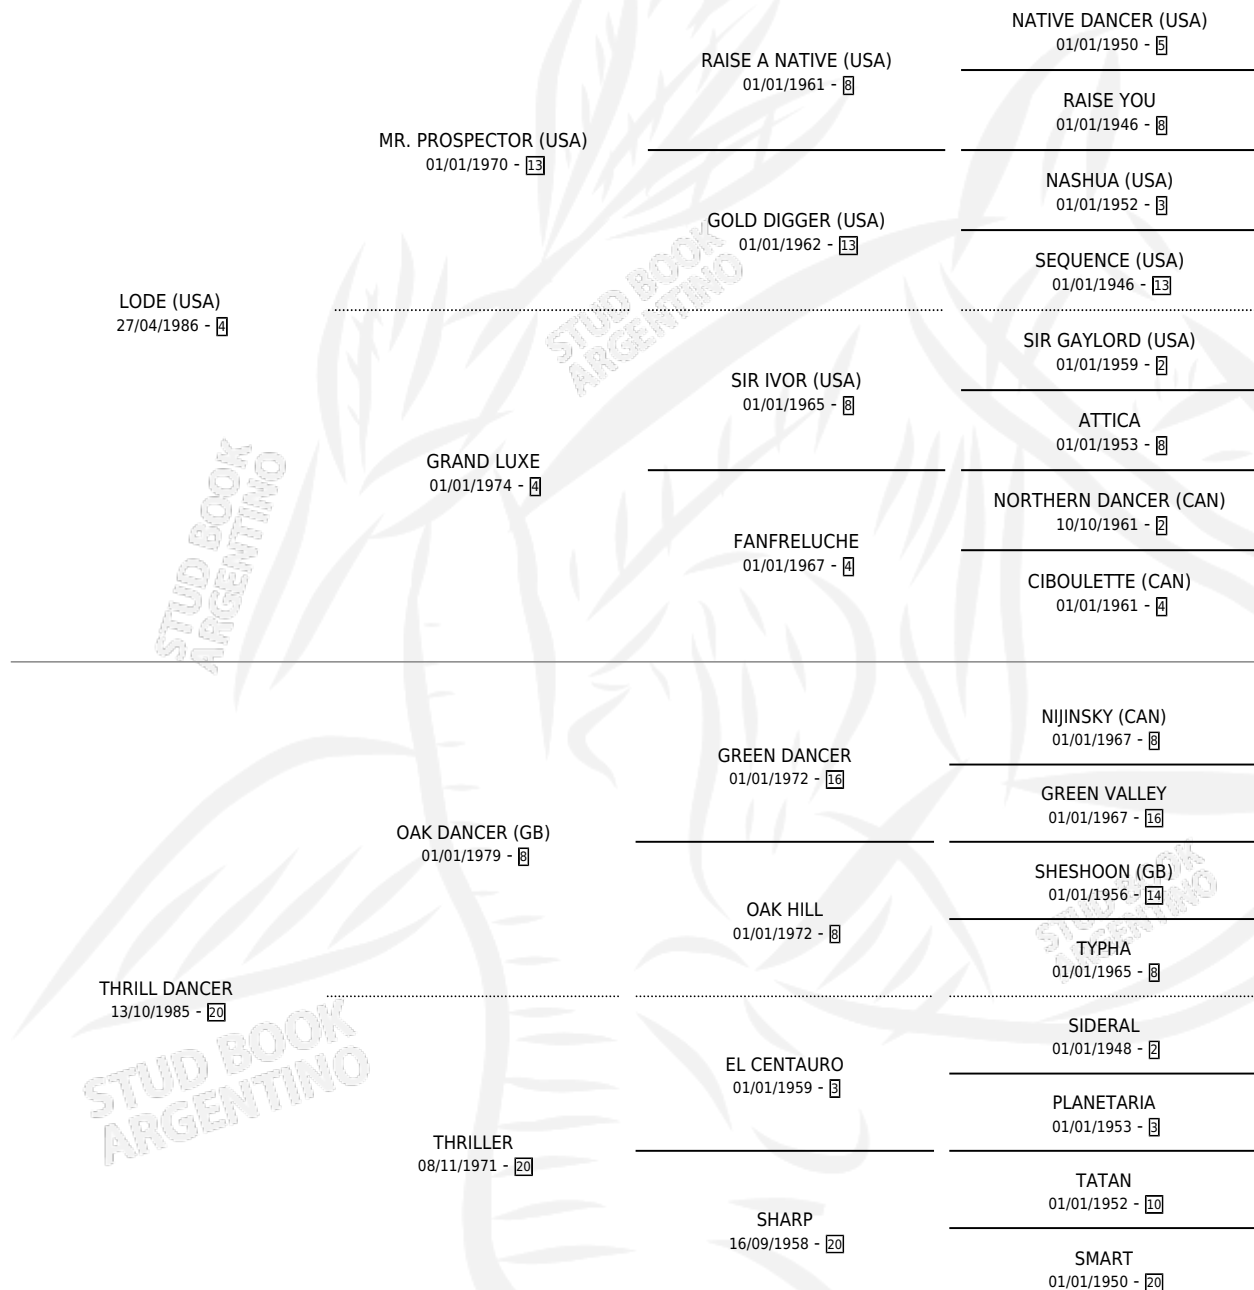 NATIVE DANCER (USA)
01/01/1950 - 5
RAISE A NATIVE (USA)
01/01/1961 - 8
RAISE YOU
01/01/1946 - 8
MR. PROSPECTOR (USA)
01/01/1970 - 13
NASHUA (USA)
01/01/1952 - 3
GOLD DIGGER (USA)
01/01/1962 - 13
SEQUENCE (USA)
01/01/1946 - 13
LODE (USA)
27/04/1986 - 4
STUD BOOK
ARGENTINO
SIR GAYLORD (USA)
01/01/1959 - 2
SIR IVOR (USA)
01/01/1965 - 8
ATTICA
01/01/1953 - 8
GRAND LUXE
01/01/1974 - 4
NORTHERN DANCER (CAN)
10/10/1961 - 2
FANFRELUCHE
01/01/1967 - 4
CIBOULETTE (CAN)
01/01/1961 - 4
STUD BOOK
ARGENTINO
NIJINSKY (CAN)
01/01/1967 - 8
GREEN DANCER
01/01/1972 - 16
GREEN VALLEY
01/01/1967 - 16
OAK DANCER (GB)
01/01/1979 - 8
SHESHOON (GB)
01/01/1956 - 14
OAK HILL
01/01/1972 - 8
STUD BOOK
ARGENTINO
TYPHA
01/01/1965 - 8
THRILL DANCER
13/10/1985 - 20
SIDERAL
01/01/1948 - 2
EL CENTAURO
01/01/1959 - 3
STUD BOOK
ARGENTINO
PLANETARIA
01/01/1953 - 3
THRILLER
08/11/1971 - 20
TATAN
01/01/1952 - 10
SHARP
16/09/1958 - 20
SMART
01/01/1950 - 20